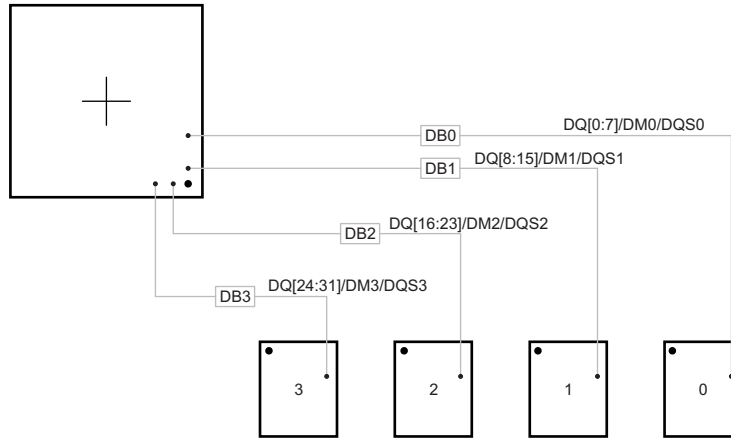 DB0
DQ[0:7]/DM0/DQS0
DB1
DQ[8:15]/DM1/DQS1
DB2
DQ[16:23]/DM2/DQS2
DB3
DQ[24:31]/DM3/DQS3
3
2
1
0